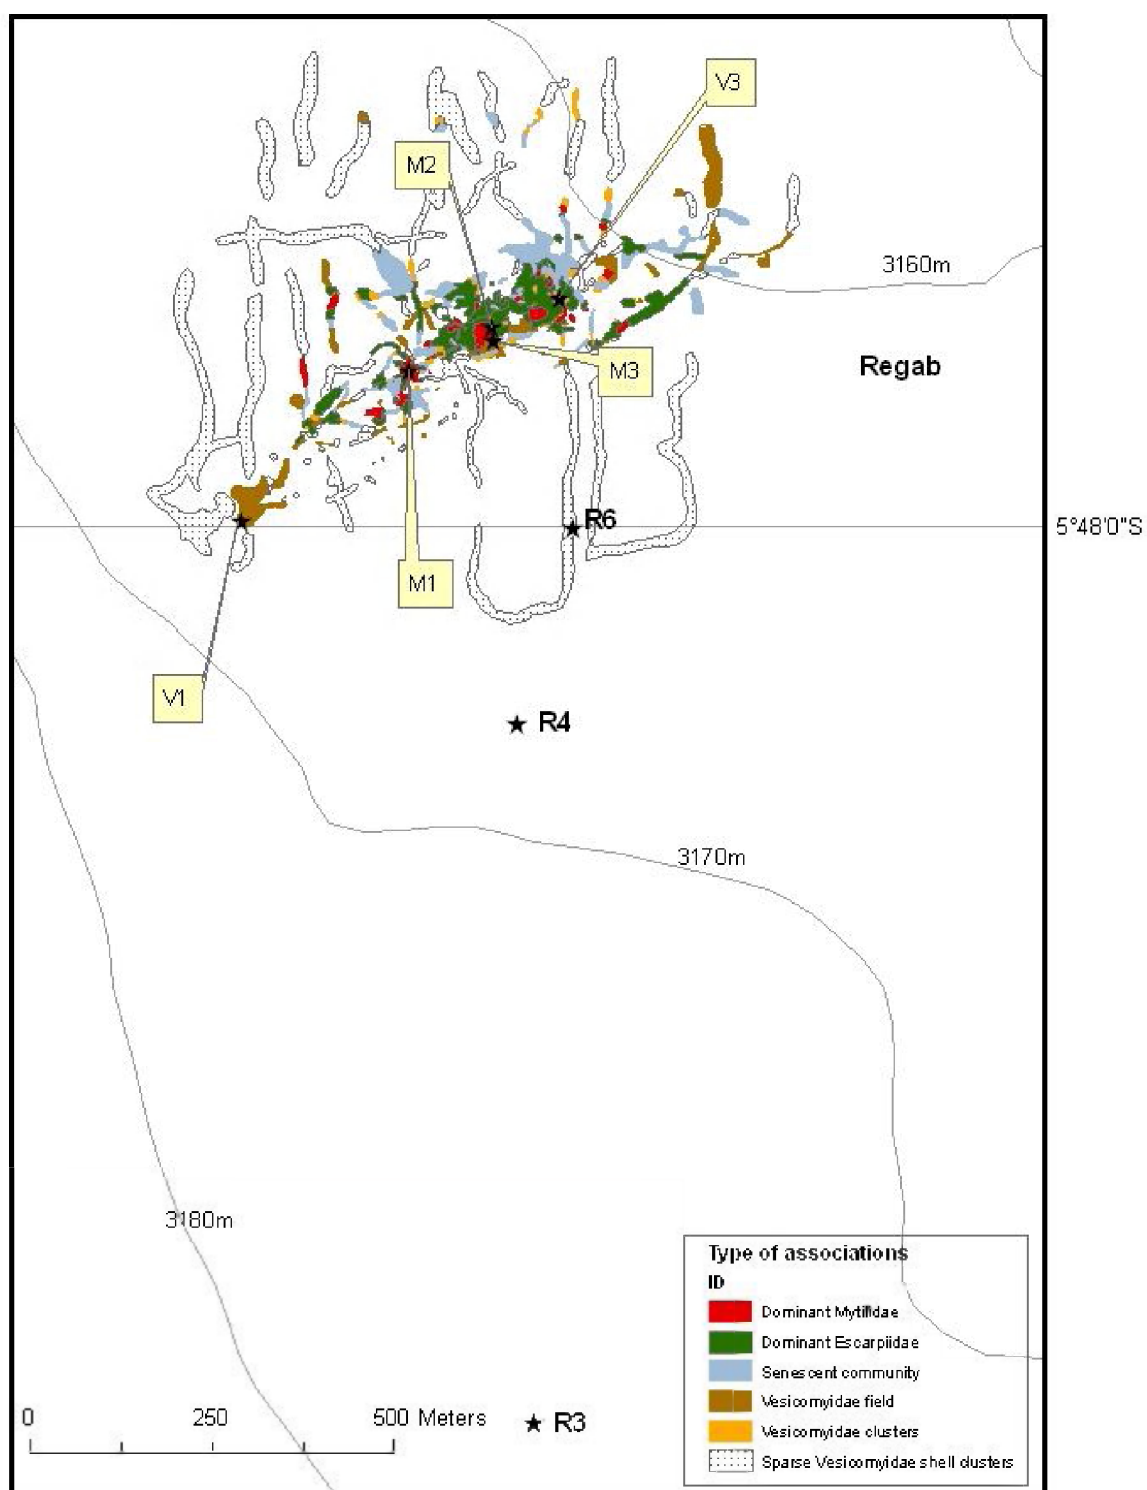 V3
M2
3160m
Regab
M3
R6
5°48'0"S
M1
V1
R4
3170m
3180m
Type of associations
ID
Dominant Mytilidae
Dominant Escarpiidae
Senescent community
Vesicomyidae field
Vesicomyidae clusters
Sparse Vesicomyidae shell clusters
0 250 500 Meters
R3